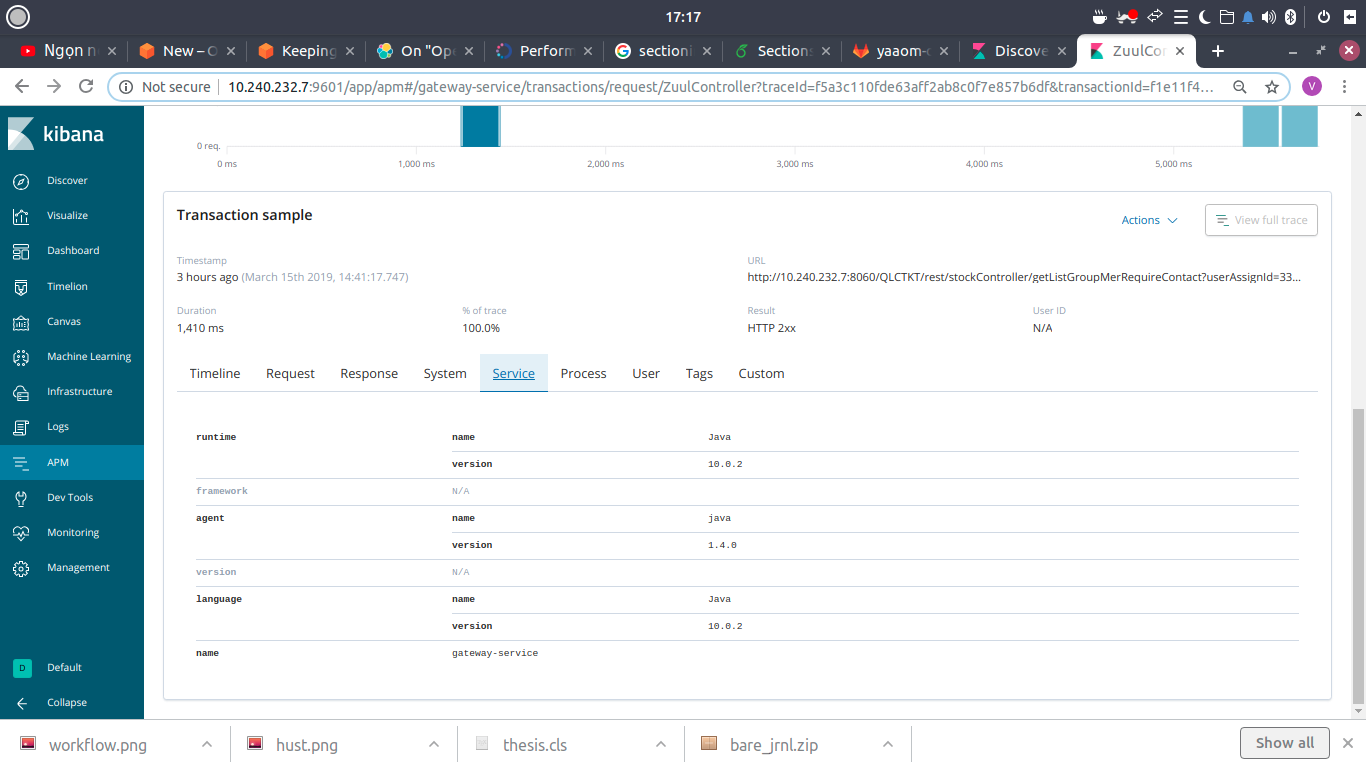 17:17
Ngọn n
New – O
Keeping
On "Ope
Perform
sectioni
Section
yaaom-
Discove
ZuulCo
Not secure
10.240.232.7:9601/app/apm#/gateway-service/transactions/request/ZuulController?traceId=f5a3c110fde63aff2ab8c0f7e857b6df&transactionId=f1e11f4...
V
kibana
Discover
Visualize
Dashboard
Timelion
Canvas
Machine Learning
Infrastructure
Logs
APM
Dev Tools
Monitoring
Management
D Default
Collapse
0 req.
0 ms 1,000 ms 2,000 ms 3,000 ms 4,000 ms 5,000 ms
Transaction sample
Actions
View full trace
Timestamp
3 hours ago (March 15th 2019, 14:41:17.747)
URL
http://10.240.232.7:8060/QLCTKT/rest/stockController/getListGroupMerRequireContact?userAssignId=33...
Duration % of trace Result User ID
1,410 ms 100.0% HTTP 2xx N/A
Timeline Request Response System Service Process User Tags Custom
runtime name Java
version 10.0.2
framework N/A
agent name java
version 1.4.0
version N/A
language name Java
version 10.0.2
name gateway-service
workflow.png
hust.png
thesis.cls
bare_jrnl.zip
Show all